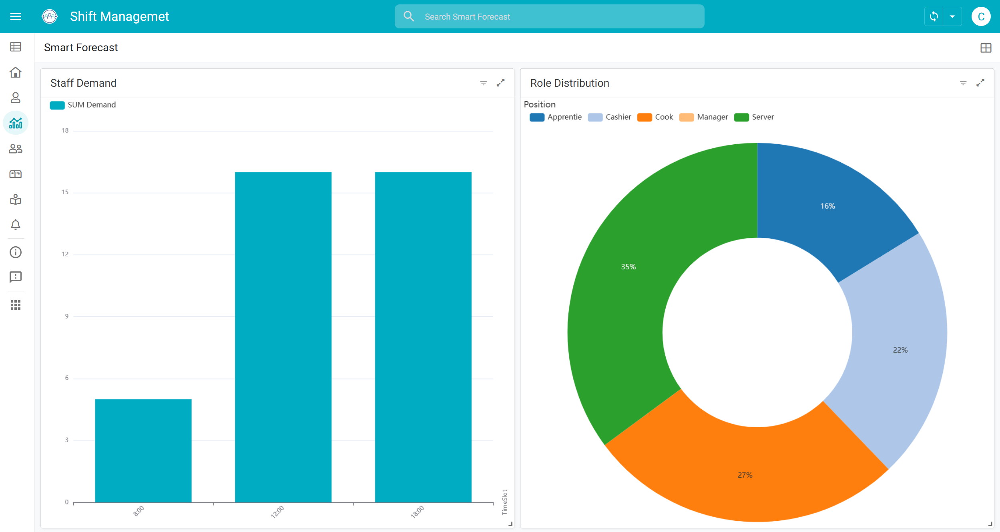 Shift Managemet
Search Smart Forecast
C
Smart Forecast
Staff Demand
SUM Demand
18
15
12
9
6
3
0
8:00
12:00
18:00
TimeSlot
Role Distribution
Position
Apprentie Cashier Cook Manager Server
16%
35%
22%
27%